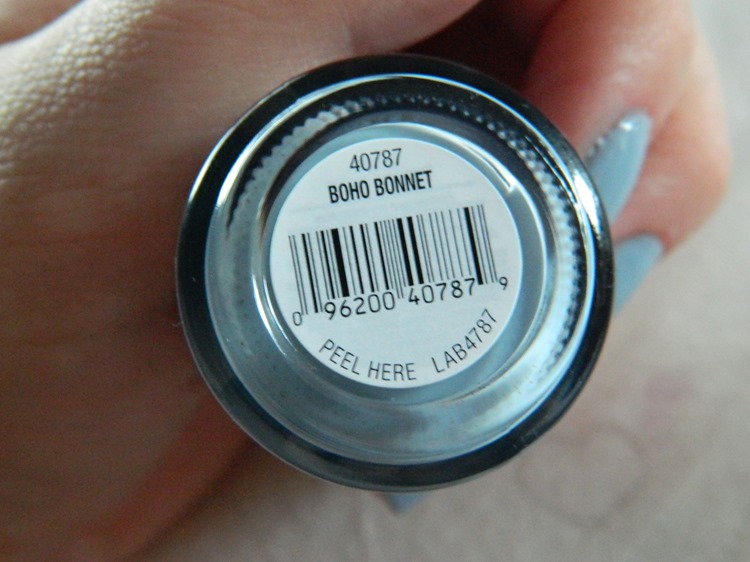 40787
BOHO BONNET
0 96200 40787 9
PEEL HERE LAB4787